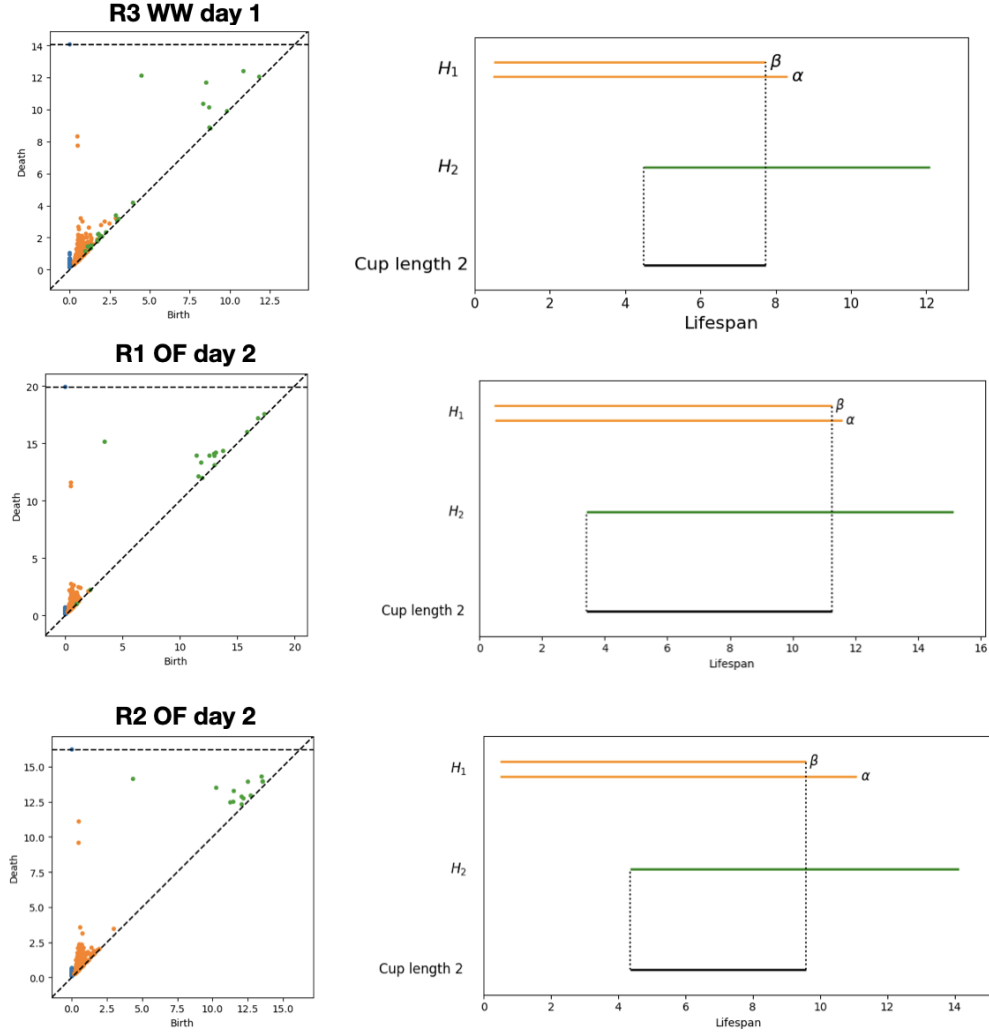 R3 WW day 1
14
12
10
8
6
4
2
0
Death
0.0 2.5 5.0 7.5 10.0 12.5
Birth
H₁
β
α
H₂
Cup length 2
0 2 4 6 8 10 12
Lifespan
R1 OF day 2
20
15
10
5
0
Death
0 5 10 15 20
Birth
H₁
β
α
H₂
Cup length 2
0 2 4 6 8 10 12 14 16
Lifespan
R2 OF day 2
15.0
12.5
10.0
7.5
5.0
2.5
0.0
Death
0.0 2.5 5.0 7.5 10.0 12.5 15.0
Birth
H₁
β
α
H₂
Cup length 2
0 2 4 6 8 10 12 14
Lifespan